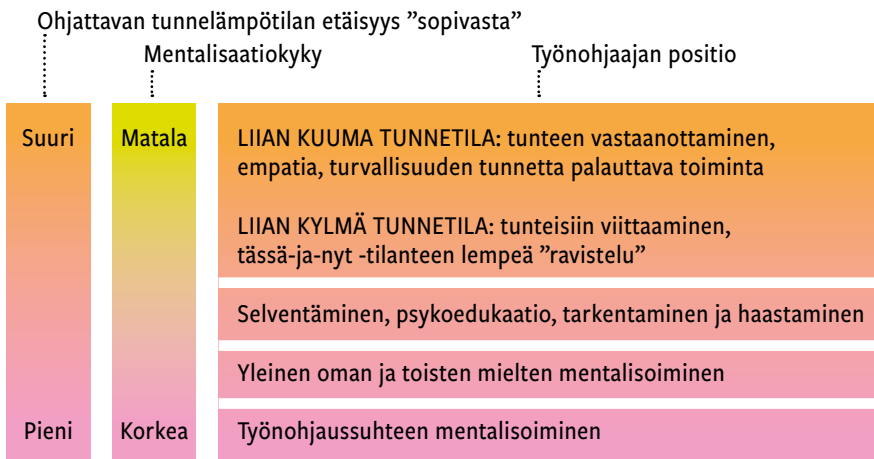 Ohjattavan tunnelämpötilan etäisyys ”sopivasta”
Mentalisaatiokyky
Työnohjaajan positio
Suuri
Matala
LIIAN KUUMA TUNNETILA: tunteen vastaanottaminen,
empatia, turvallisuuden tunnetta palauttava toiminta
LIIAN KYLMÄ TUNNETILA: tunteisiin viittaaminen,
tässä-ja-nyt -tilanteen lempeä ”ravistelu”
Selventäminen, psykoedukaatio, tarkentaminen ja haastaminen
Yleinen oman ja toisten mielten mentalisoiminen
Pieni
Korkea
Työnohjaussuhteen mentalisoiminen